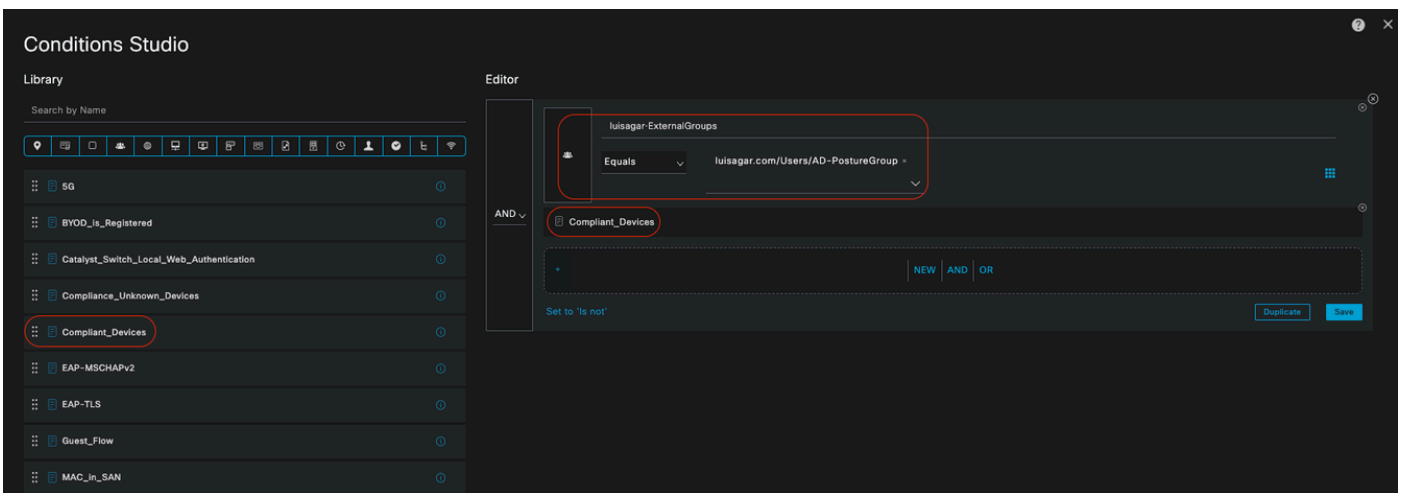 Conditions Studio
Library
Search by Name
5G
BYOD_is_Registered
Catalyst_Switch_Local_Web_Authentication
Compliance_Unknown_Devices
Compliant_Devices
EAP-MSCHAPv2
EAP-TLS
Guest_Flow
MAC_in_SAN
Editor
luisagar-ExternalGroups
Equals luisagar.com/Users/AD-PostureGroup ×
AND
Compliant_Devices
+ NEW AND OR
Set to 'Is not' Duplicate Save